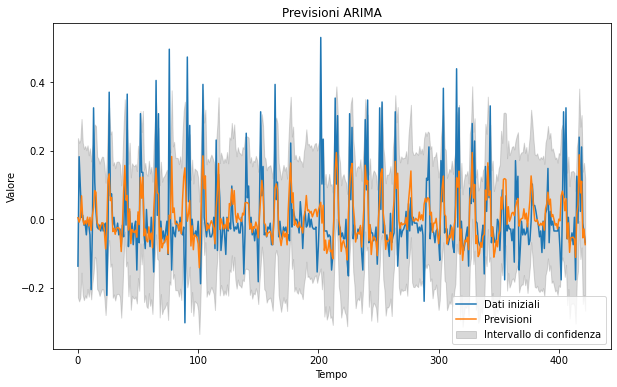 Previsioni ARIMA
Valore
0.4
0.2
0.0
−0.2
0
100
200
300
400
Tempo
Dati iniziali
Previsioni
Intervallo di confidenza